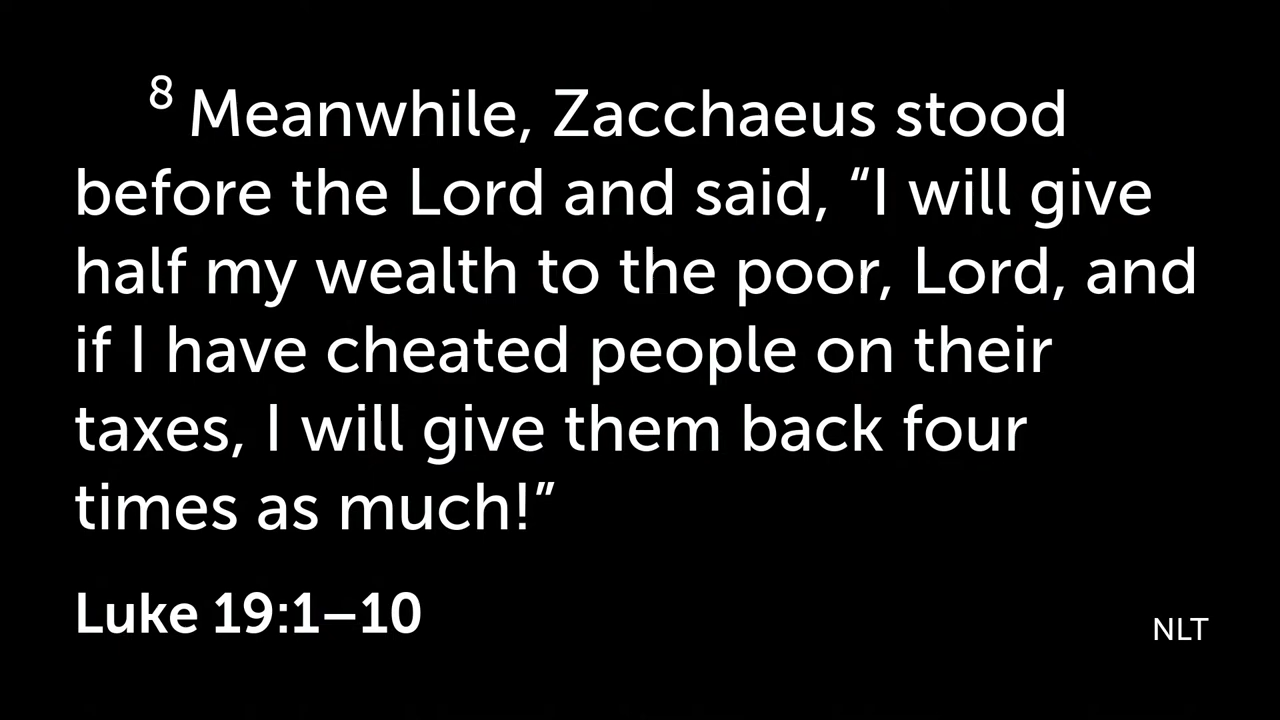 8 Meanwhile, Zacchaeus stood
before the Lord and said, “I will give
half my wealth to the poor, Lord, and
if I have cheated people on their
taxes, I will give them back four
times as much!”
Luke 19:1–10
NLT